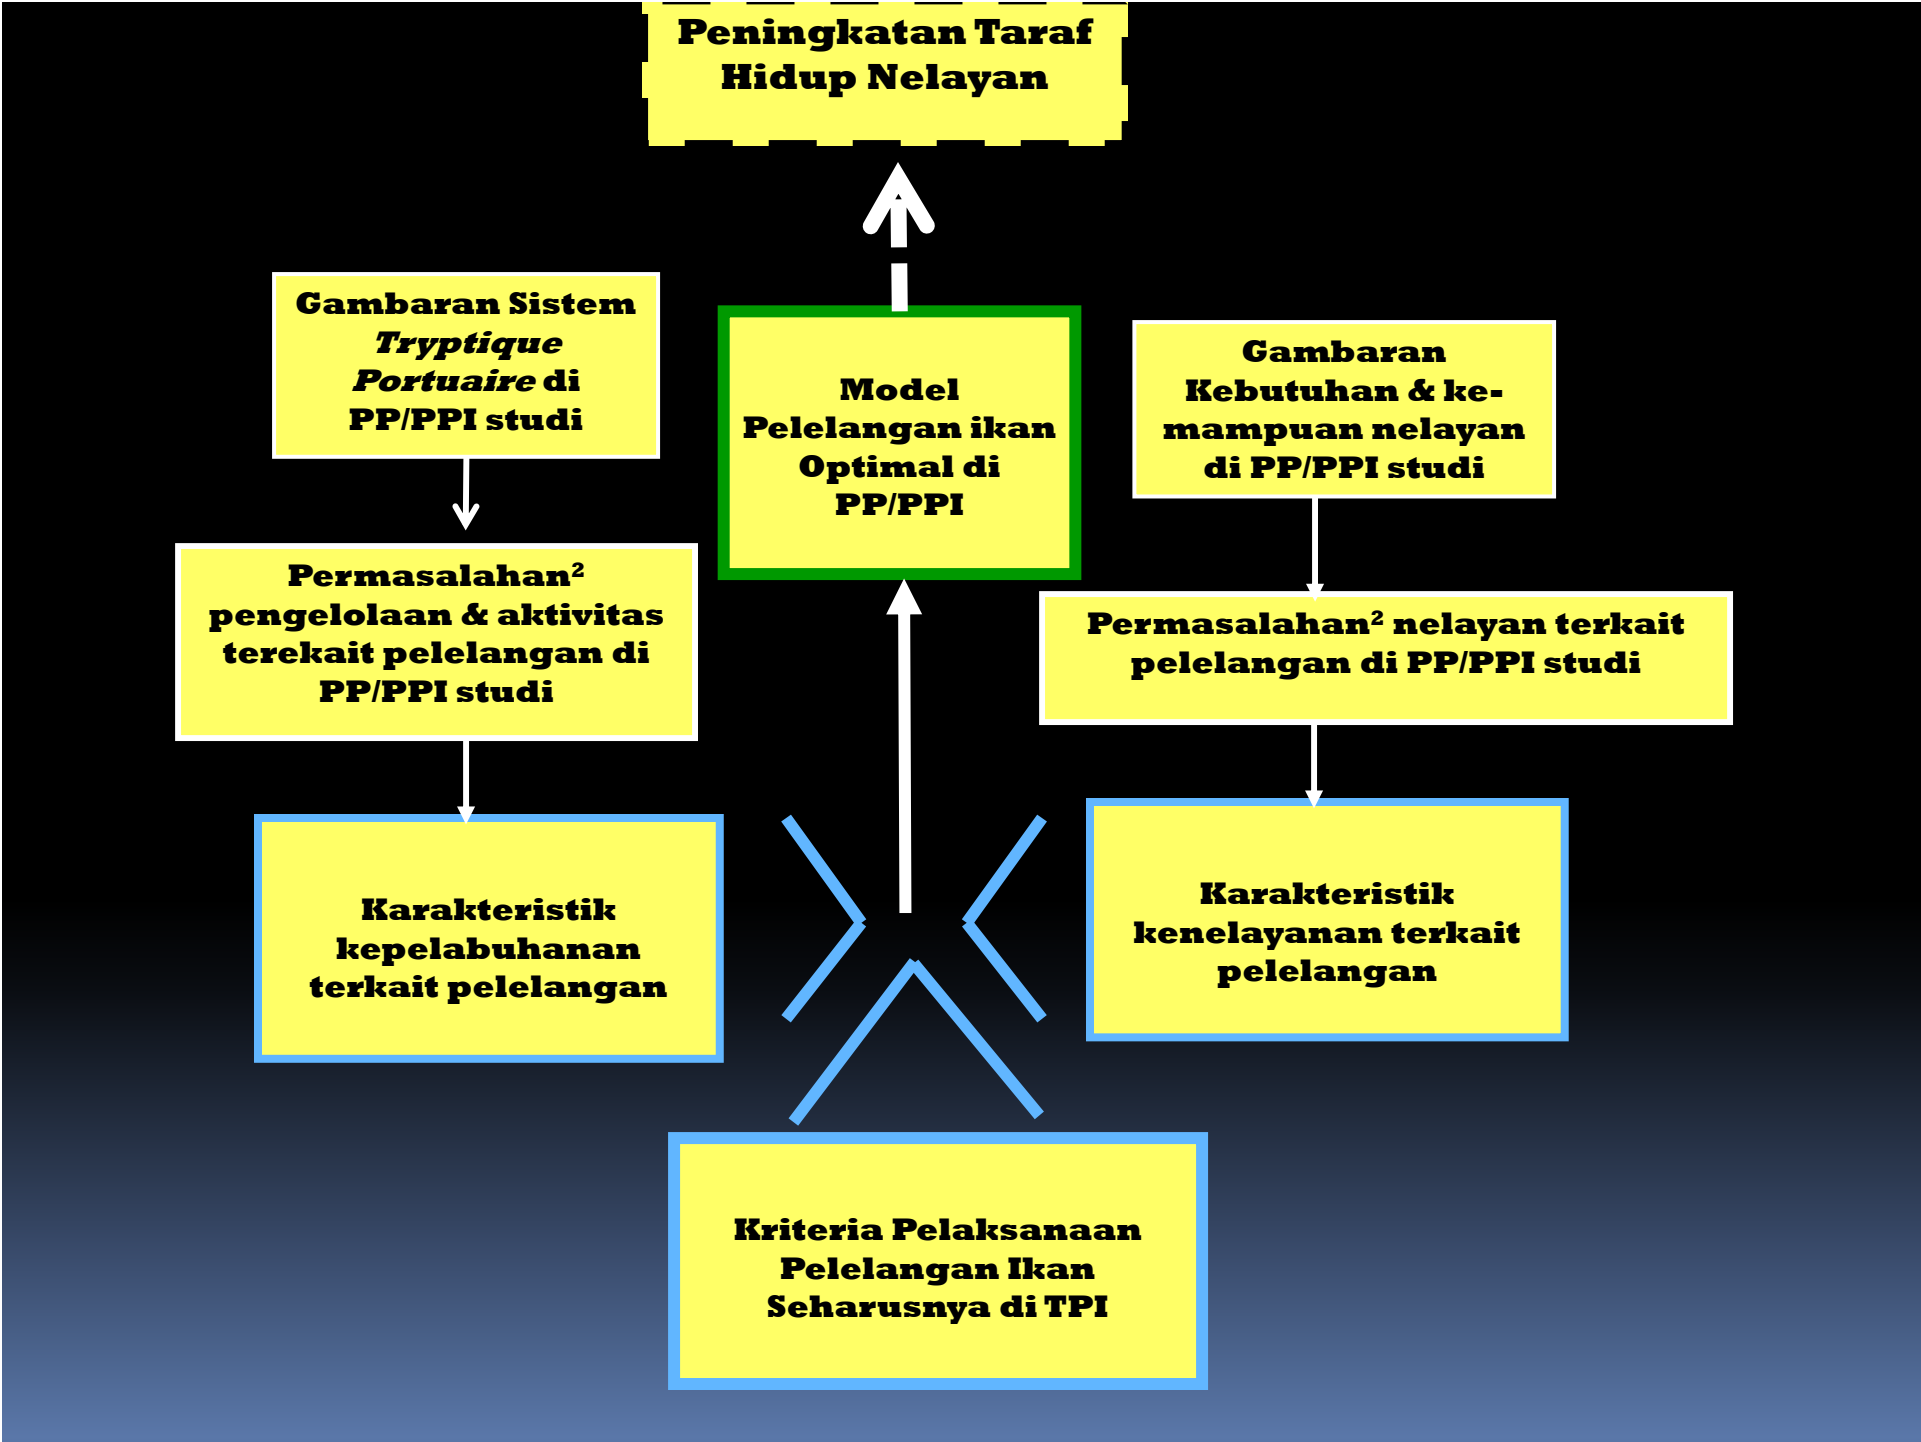 Peningkatan Taraf
Hidup Nelayan
Gambaran Sistem
Tryptique
Portuaire di
PP/PPI studi
Model
Pelelangan ikan
Optimal di
PP/PPI
Gambaran
Kebutuhan & ke-
mampuan nelayan
di PP/PPI studi
Permasalahan²
pengelolaan & aktivitas
terekait pelelangan di
PP/PPI studi
Permasalahan² nelayan terkait
pelelangan di PP/PPI studi
Karakteristik
kepelabuhanan
terkait pelelangan
Karakteristik
kenelayanan terkait
pelelangan
Kriteria Pelaksanaan
Pelelangan Ikan
Seharusnya di TPI